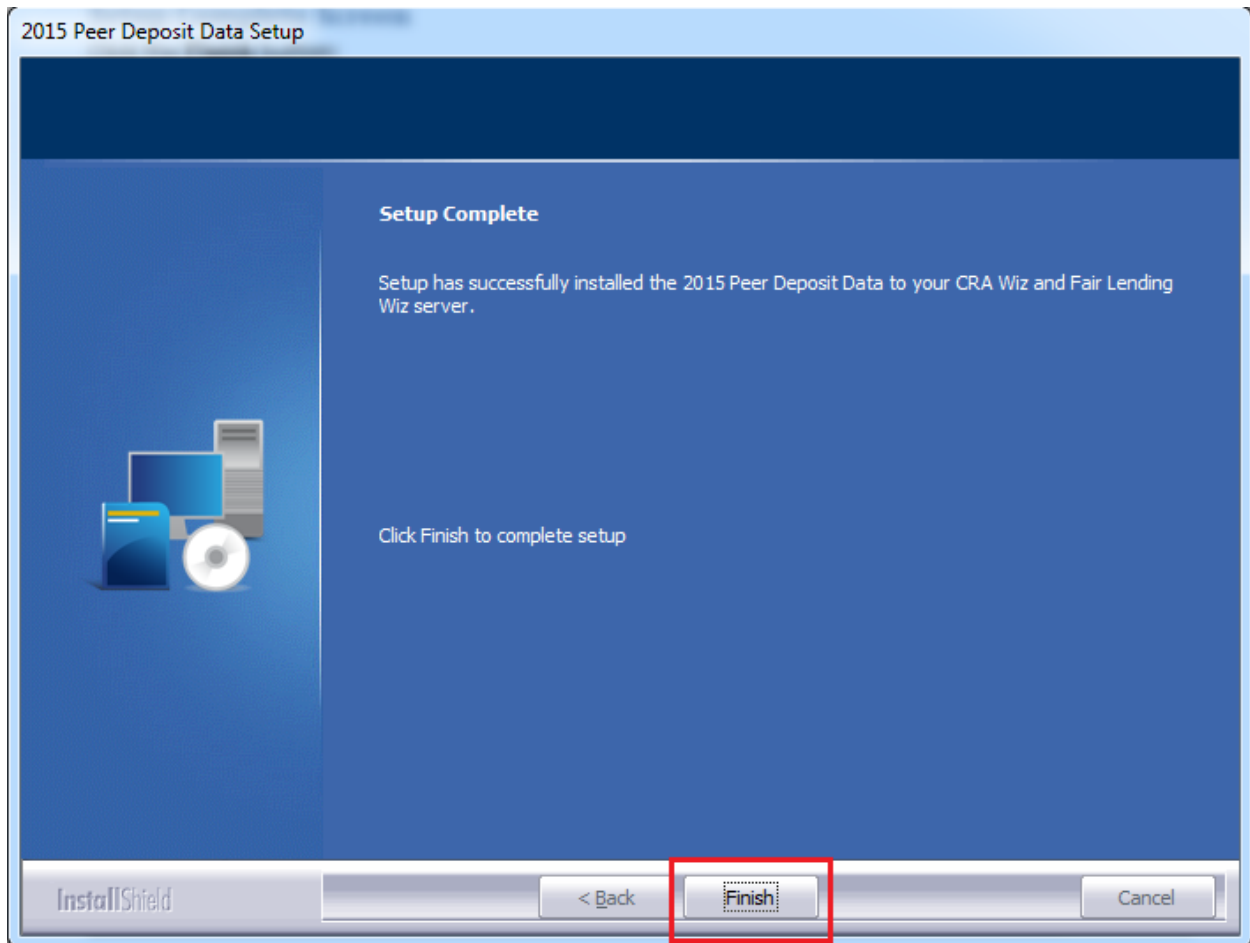 2015 Peer Deposit Data Setup
Setup Complete
Setup has successfully installed the 2015 Peer Deposit Data to your CRA Wiz and Fair Lending
Wiz server.
Click Finish to complete setup
InstallShield
< Back
Finish
Cancel